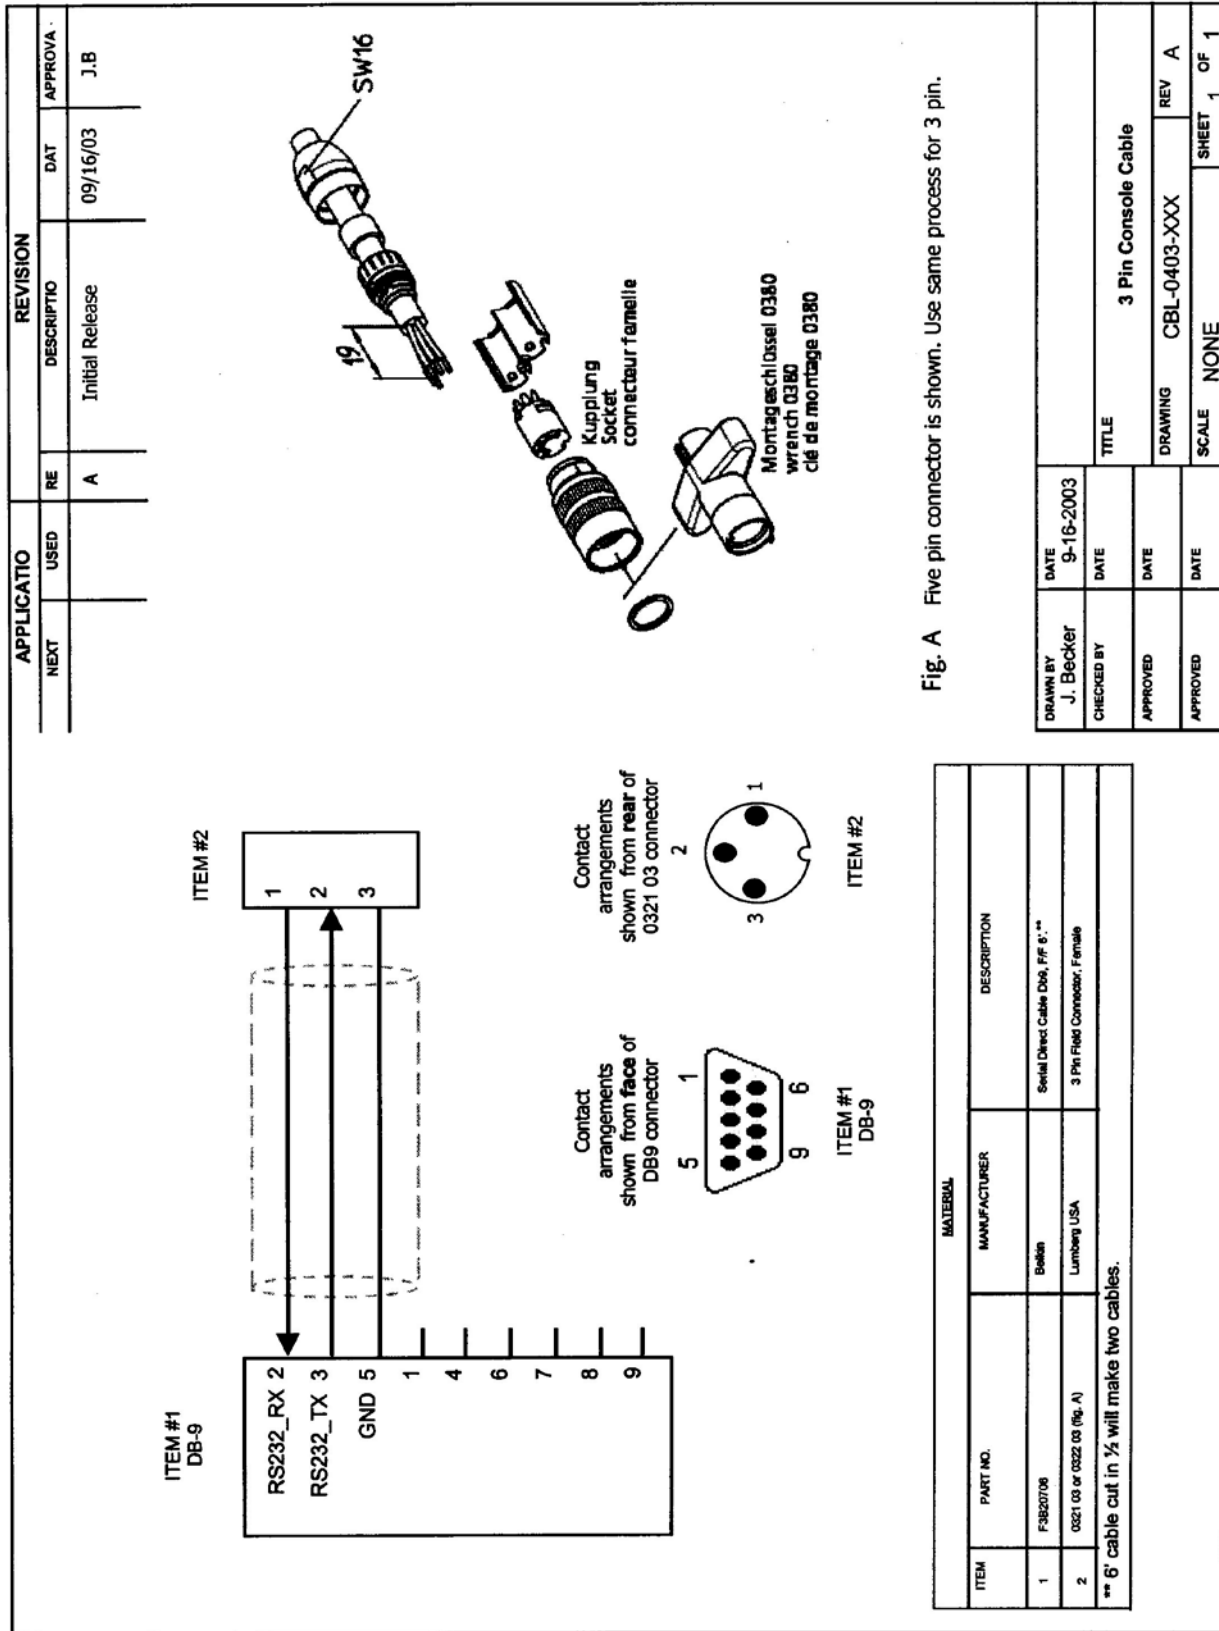 APPLICATIO
REVISION
NEXT
USED
RE
DESCRIPTIO
DAT
APPROVA
A
Initial Release
09/16/03
J.B
ITEM #1
DB-9
ITEM #2
RS232_RX 2
RS232_TX 3
GND 5
1
4
6
7
8
9
1
2
3
SW16
19
Kupplung
Socket
connecteur femelle
Montageschlüssel 0380
wrench 0380
clé de montage 0380
Contact
arrangements
shown from face of
DB9 connector
5
1
9
6
ITEM #1
DB-9
Contact
arrangements
shown from rear of
0321 03 connector
2
3
1
ITEM #2
Fig. A Five pin connector is shown. Use same process for 3 pin.
MATERIAL
ITEM
PART NO.
MANUFACTURER
DESCRIPTION
1
F3B20706
Belkin
Serial Direct Cable Db9, F/F 6'.**
2
0321 03 or 0322 03 (fig. A)
Lumberg USA
3 Pin Field Connector, Female
** 6' cable cut in ½ will make two cables.
DRAWN BY
J. Becker
DATE
9-16-2003
CHECKED BY
DATE
TITLE
3 Pin Console Cable
APPROVED
DATE
DRAWING
CBL-0403-XXX
REV A
APPROVED
DATE
SCALE NONE
SHEET 1 OF 1